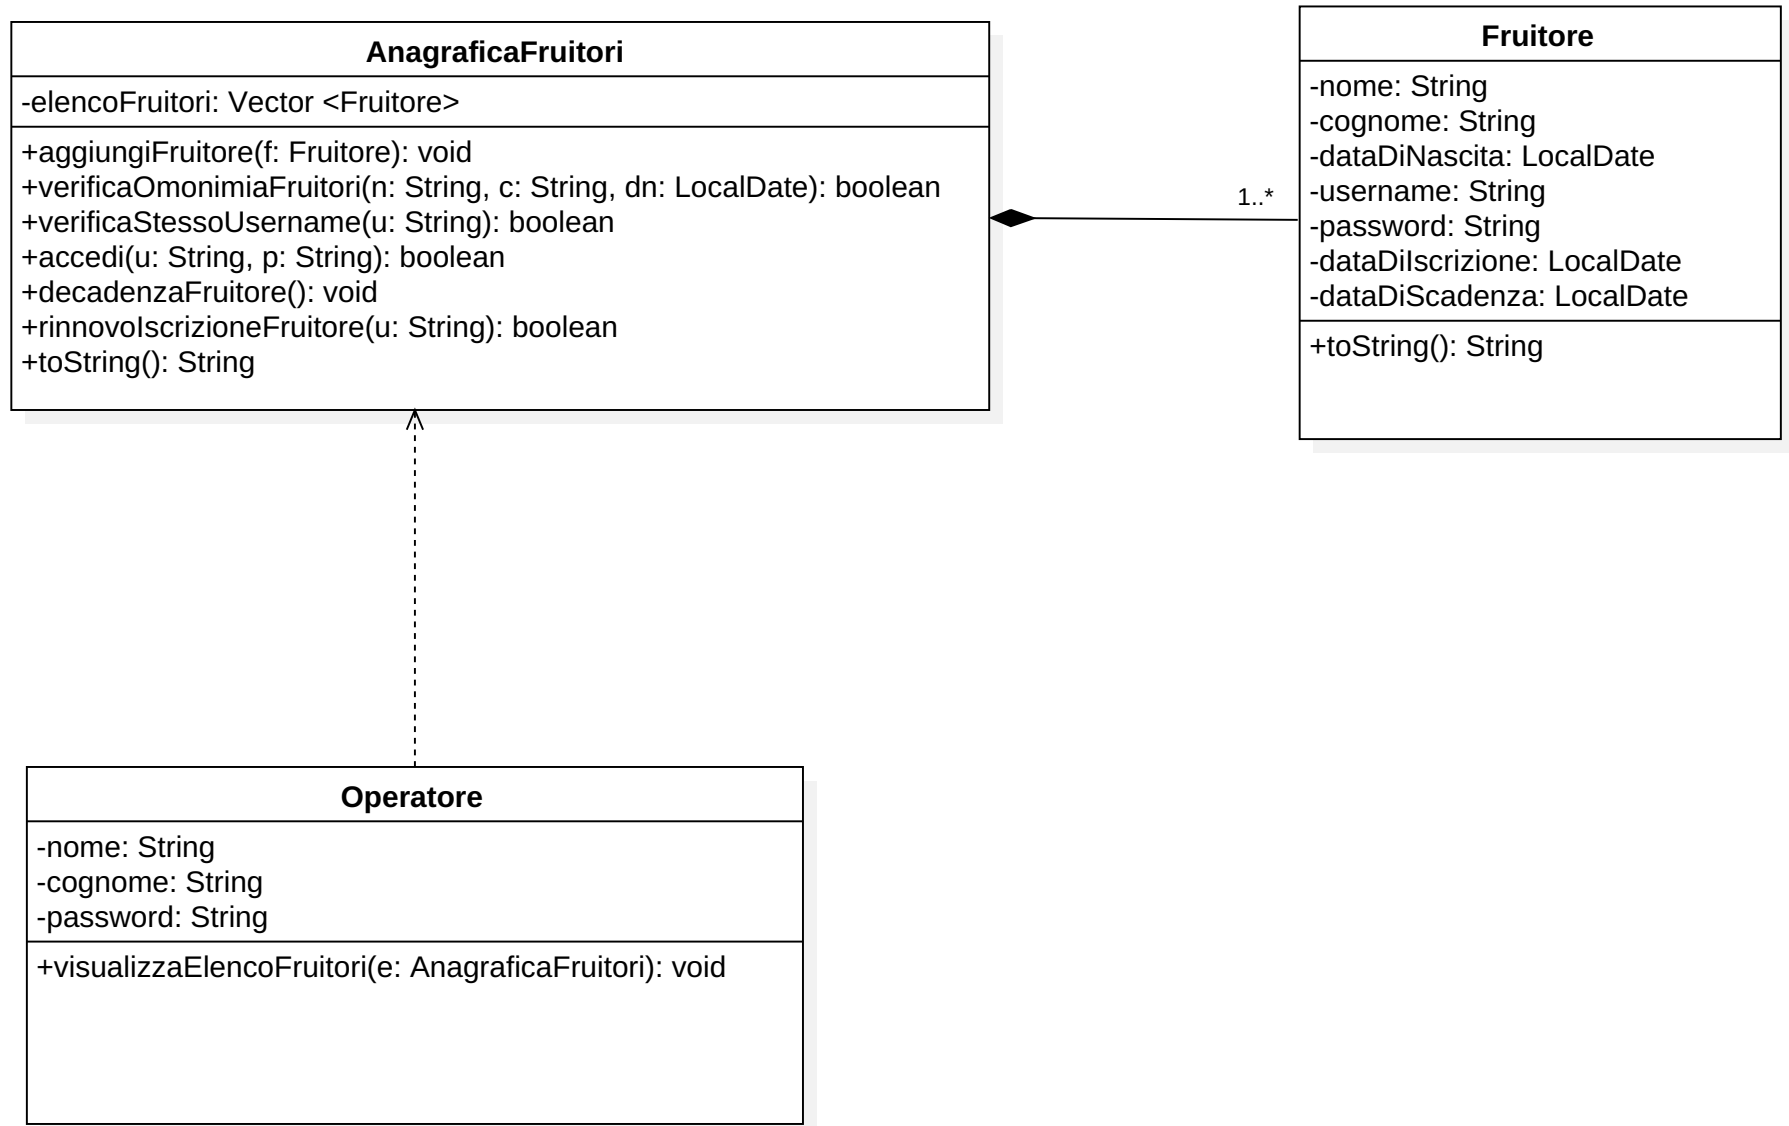 AnagraficaFruitori
-elencoFruitori: Vector <Fruitore>
+aggiungiFruitore(f: Fruitore): void
+verificaOmonimiaFruitori(n: String, c: String, dn: LocalDate): boolean
+verificaStessoUsername(u: String): boolean
+accedi(u: String, p: String): boolean
+decadenzaFruitore(): void
+rinnovoIscrizioneFruitore(u: String): boolean
+toString(): String
1..*
Fruitore
-nome: String
-cognome: String
-dataDiNascita: LocalDate
-username: String
-password: String
-dataDiIscrizione: LocalDate
-dataDiScadenza: LocalDate
+toString(): String
Operatore
-nome: String
-cognome: String
-password: String
+visualizzaElencoFruitori(e: AnagraficaFruitori): void